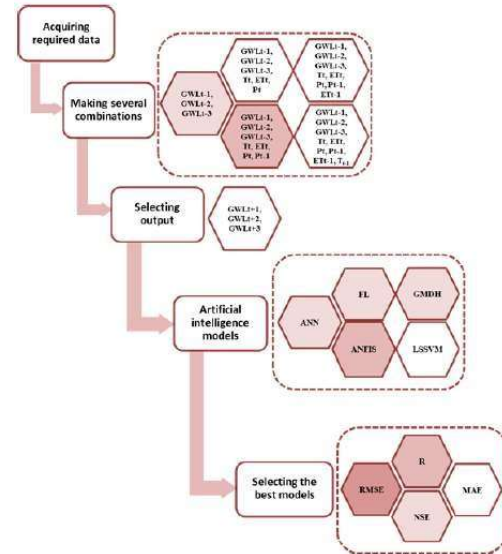 Acquiring
required data
Making several
combinations
GWLt-1,
GWLt-2,
GWLt-3
GWLt-1,
GWLt-2,
GWLt-3,
Tt, ETt,
Pt
GWLt-1,
GWLt-2,
GWLt-3,
Tt, ETt,
Pt, Pt-1
GWLt-1,
GWLt-2,
GWLt-3,
Tt, ETt,
Pt,Pt-1,
ETt-1
GWLt-1,
GWLt-2,
GWLt-3,
Tt, ETt,
Pt, Pt-1,
ETt-1, Tt-1
Selecting
output
GWLt+1,
GWLt+2,
GWLt+3
Artificial
intelligence
models
ANN
FL
ANFIS
GMDH
LSSVM
Selecting the
best models
RMSE
R
NSE
MAE